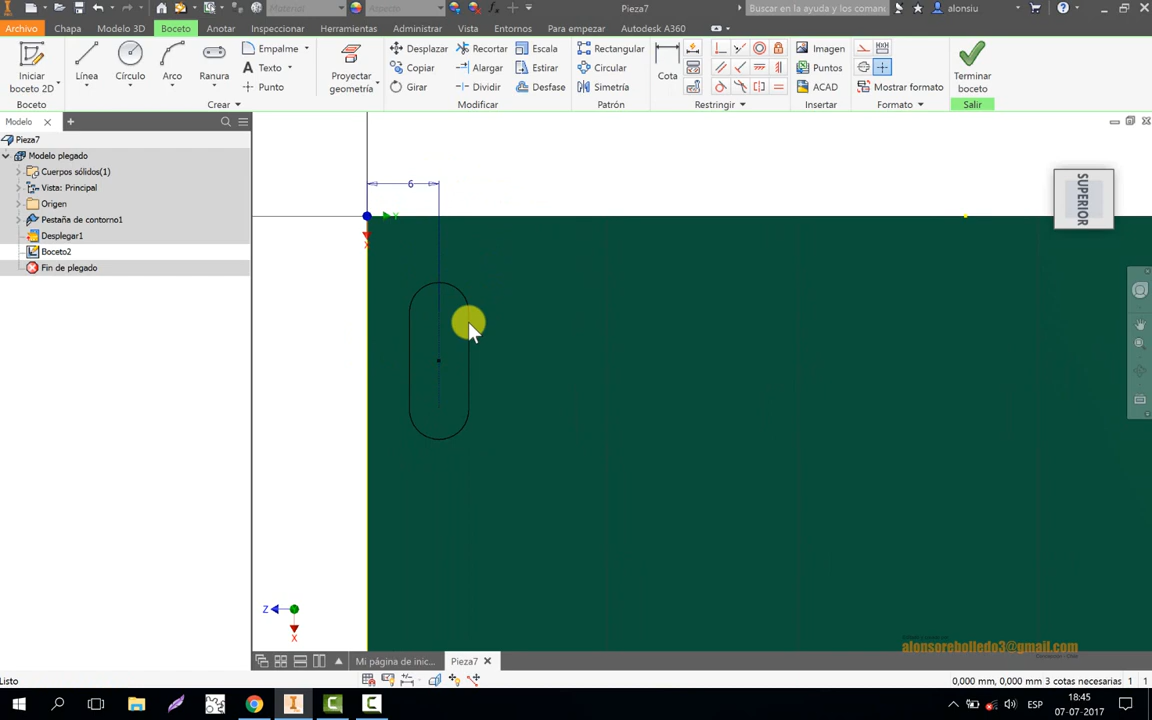 Material
Aspecto
Pieza7
Buscar en la ayuda y los coman
alonsiu
Archivo
Chapa
Modelo 3D
Boceto
Anotar
Inspección
Herramientas
Administrar
Vista
Entornos
Para empezar
Autodesk A360
Iniciar
boceto 2D
Línea
Círculo
Arco
Ranura
Empalme
Texto
Punto
Proyectar
geometría
Desplazar
Copiar
Girar
Recortar
Alargar
Dividir
Escala
Estirar
Desfase
Rectangular
Circular
Simetría
Cota
Imagen
Puntos
ACAD
Mostrar formato
Terminar
boceto
Boceto
Crear
Modificar
Patrón
Restringir
Insertar
Formato
Salir
Modelo
Pieza7
Modelo plegado
Cuerpos sólidos(1)
Vista: Principal
Origen
Pestaña de contorno1
Desplegar1
Boceto2
Fin de plegado
6
Y
X
SUPERIOR
Z
X
alonsorebolledo3@gmail.com
Mi página de inic...
Pieza7
Listo
0,000 mm, 0,000 mm 3 cotas necesarias 1 1
ESP
18:45
07-07-2017